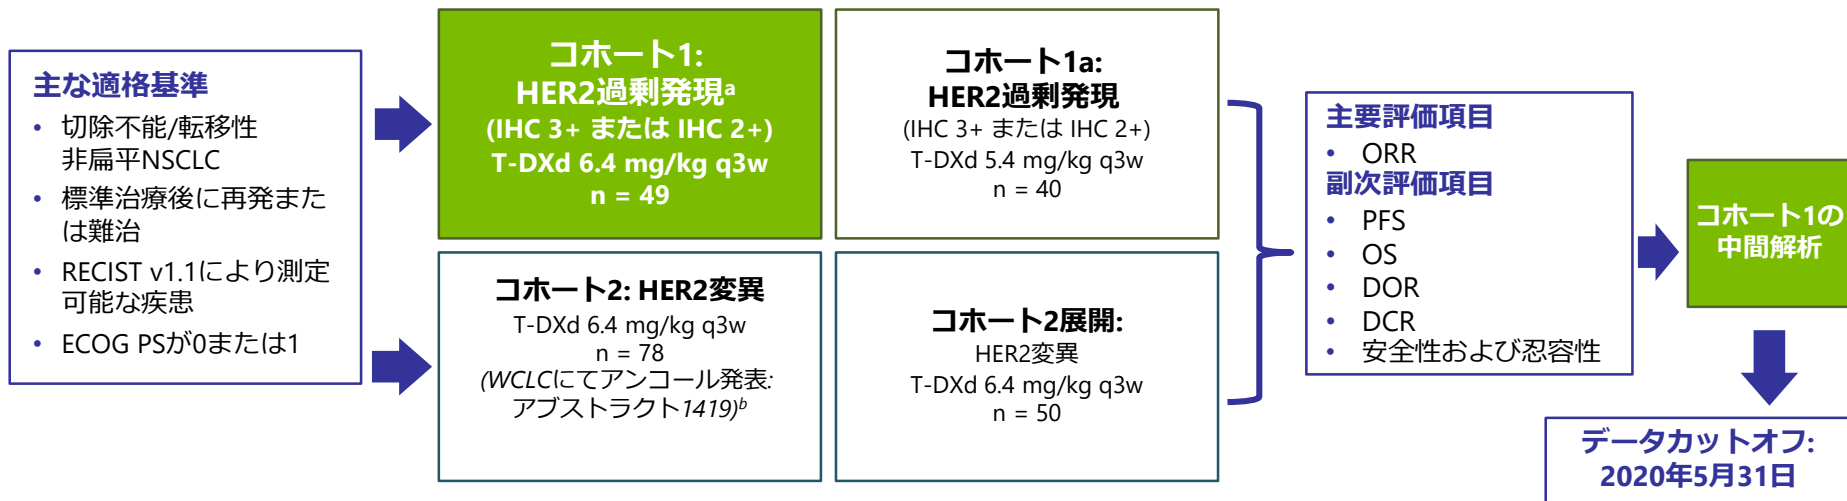 主な適格基準
• 切除不能/転移性
非扁平NSCLC
• 標準治療後に再発また
は難治
• RECIST v1.1により測定
可能な疾患
• ECOG PSが0または1
コホート1:
HER2過剰発現a
(IHC 3+ または IHC 2+)
T-DXd 6.4 mg/kg q3w
n = 49
コホート1a:
HER2過剰発現
(IHC 3+ または IHC 2+)
T-DXd 5.4 mg/kg q3w
n = 40
コホート2: HER2変異
T-DXd 6.4 mg/kg q3w
n = 78
(WCLCにてアンコール発表:
アブストラクト1419)b
コホート2展開:
HER2変異
T-DXd 6.4 mg/kg q3w
n = 50
主要評価項目
• ORR
副次評価項目
• PFS
• OS
• DOR
• DCR
• 安全性および忍容性
コホート1の
中間解析
データカットオフ:
2020年5月31日